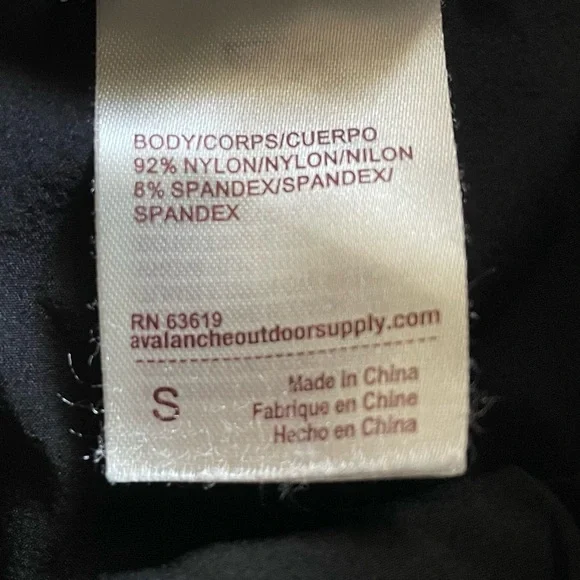 BODY/CORPS/CUERPO
92% NYLON/NYLON/NILON
8% SPANDEX/SPANDEX/
SPANDEX
RN 63619
avalancheoutdoorsupply.com
S
Made in China
Fabrique en Chine
Hecho en China